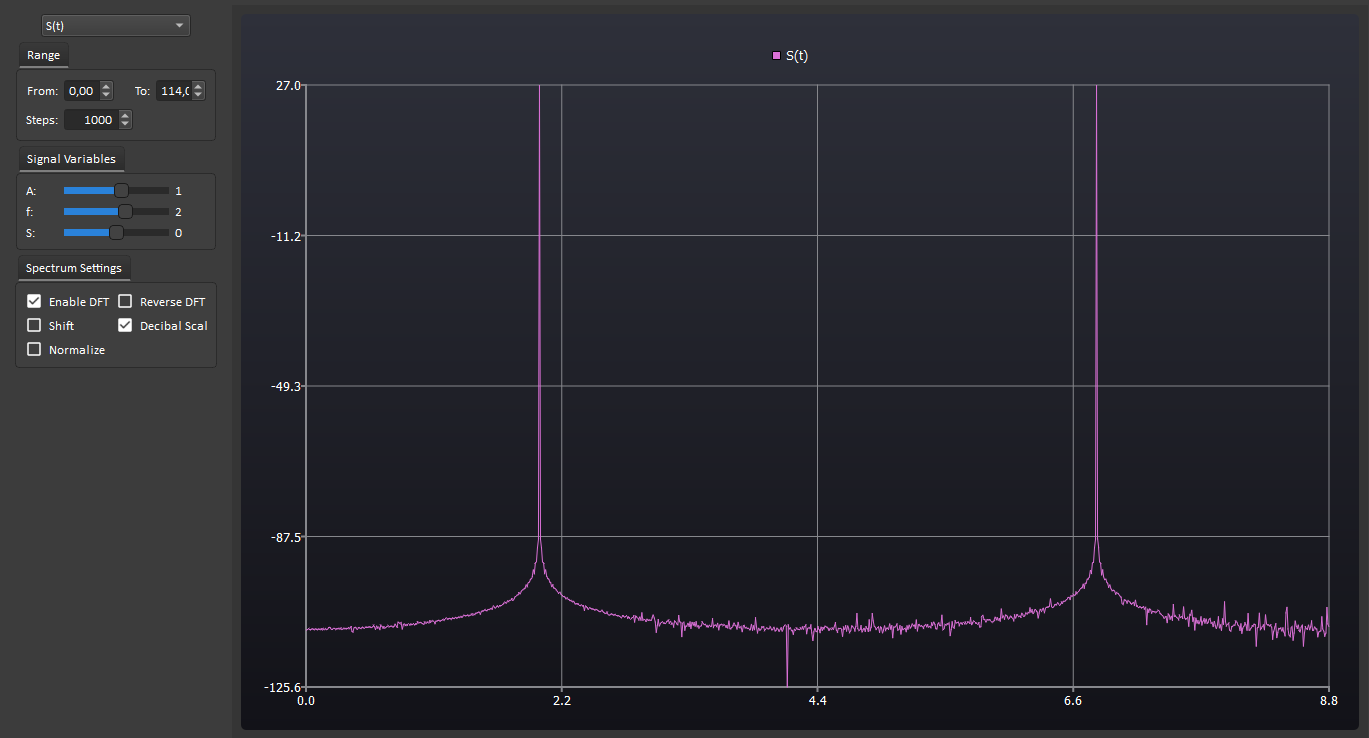 S(t)
Range
From: 0,00 To: 114,0
Steps: 1000
Signal Variables
A: 1
f: 2
S: 0
Spectrum Settings
Enable DFT Reverse DFT
Shift Decibal Scal
Normalize
S(t)
27.0
-11.2
-49.3
-87.5
-125.6
0.0 2.2 4.4 6.6 8.8